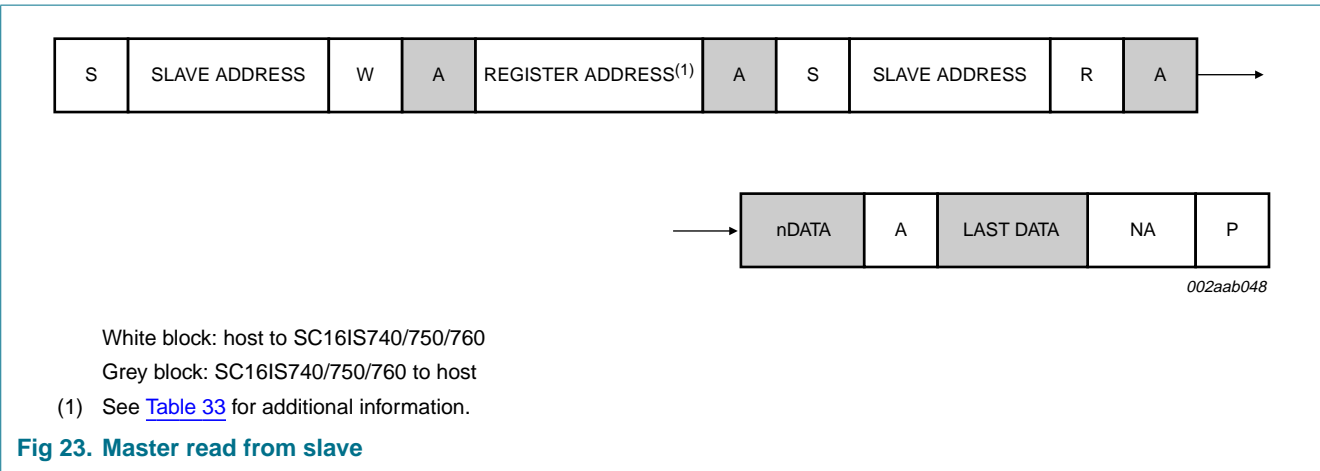 S SLAVE ADDRESS W A REGISTER ADDRESS(1) A S SLAVE ADDRESS R A
nDATA A LAST DATA NA P
002aab048
White block: host to SC16IS740/750/760
Grey block: SC16IS740/750/760 to host
(1) See Table 33 for additional information.
Fig 23. Master read from slave